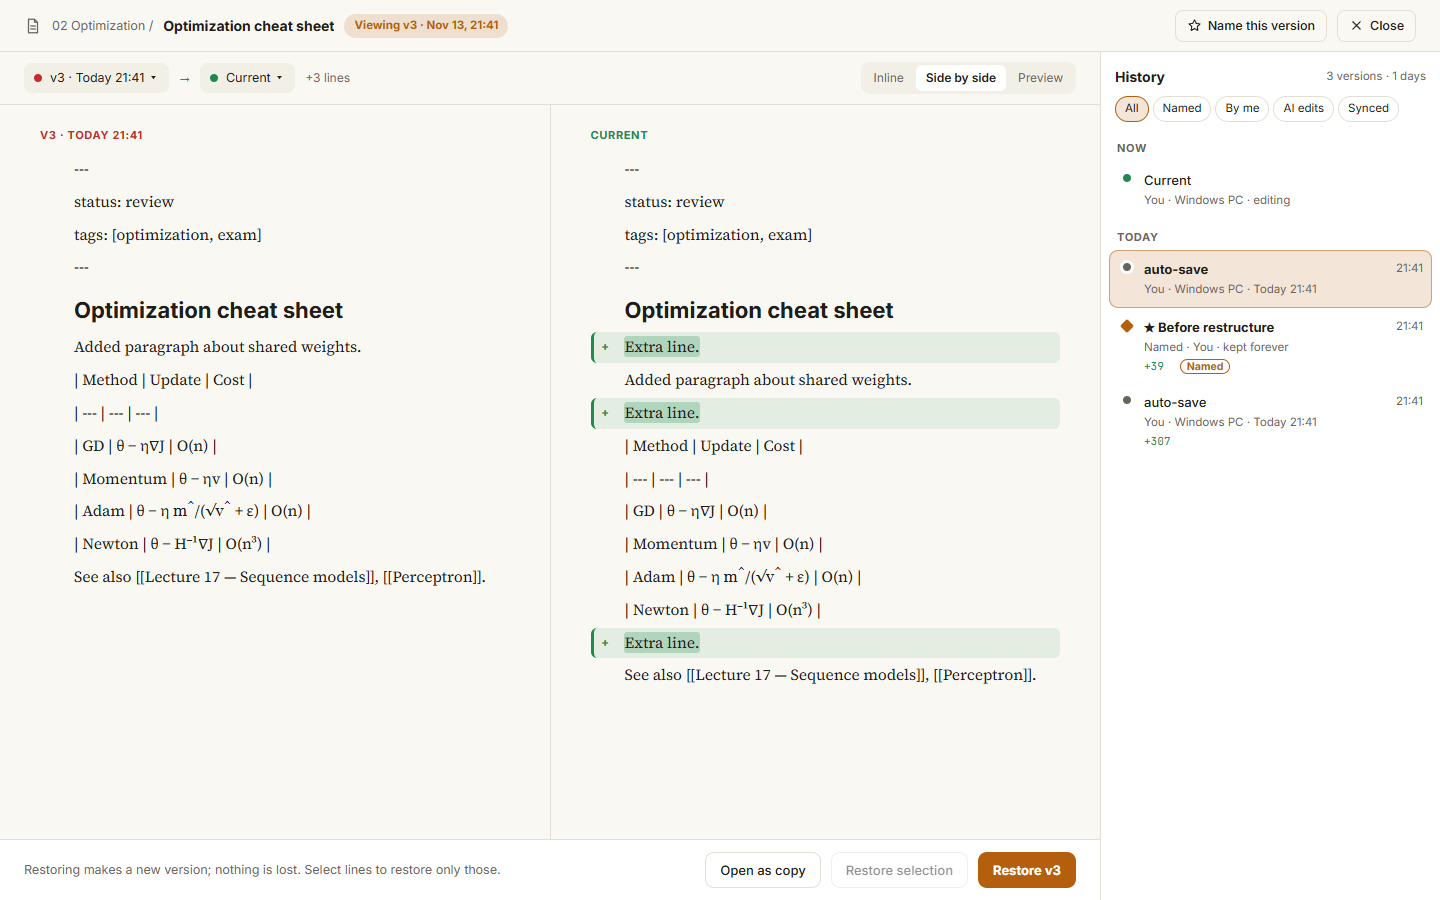 02 Optimization / Optimization cheat sheet Viewing v3 · Nov 13, 21:41
Name this version
Close
v3 · Today 21:41 → Current +3 lines
Inline Side by side Preview
V3 · TODAY 21:41
---
status: review
tags: [optimization, exam]
---
Optimization cheat sheet
Added paragraph about shared weights.
| Method | Update | Cost |
| --- | --- | --- |
| GD | θ − η∇J | O(n) |
| Momentum | θ − ηv | O(n) |
| Adam | θ − η m̂/(√v̂ + ε) | O(n) |
| Newton | θ − H⁻¹∇J | O(n³) |
See also [[Lecture 17 — Sequence models]], [[Perceptron]].
CURRENT
---
status: review
tags: [optimization, exam]
---
Optimization cheat sheet
+ Extra line.
Added paragraph about shared weights.
+ Extra line.
| Method | Update | Cost |
| --- | --- | --- |
| GD | θ − η∇J | O(n) |
| Momentum | θ − ηv | O(n) |
| Adam | θ − η m̂/(√v̂ + ε) | O(n) |
| Newton | θ − H⁻¹∇J | O(n³) |
+ Extra line.
See also [[Lecture 17 — Sequence models]], [[Perceptron]].
Restoring makes a new version; nothing is lost. Select lines to restore only those.
Open as copy
Restore selection
Restore v3
History 3 versions · 1 days
All Named By me AI edits Synced
NOW
Current
You · Windows PC · editing
TODAY
auto-save 21:41
You · Windows PC · Today 21:41
★ Before restructure 21:41
Named · You · kept forever
+39 Named
auto-save 21:41
You · Windows PC · Today 21:41
+307